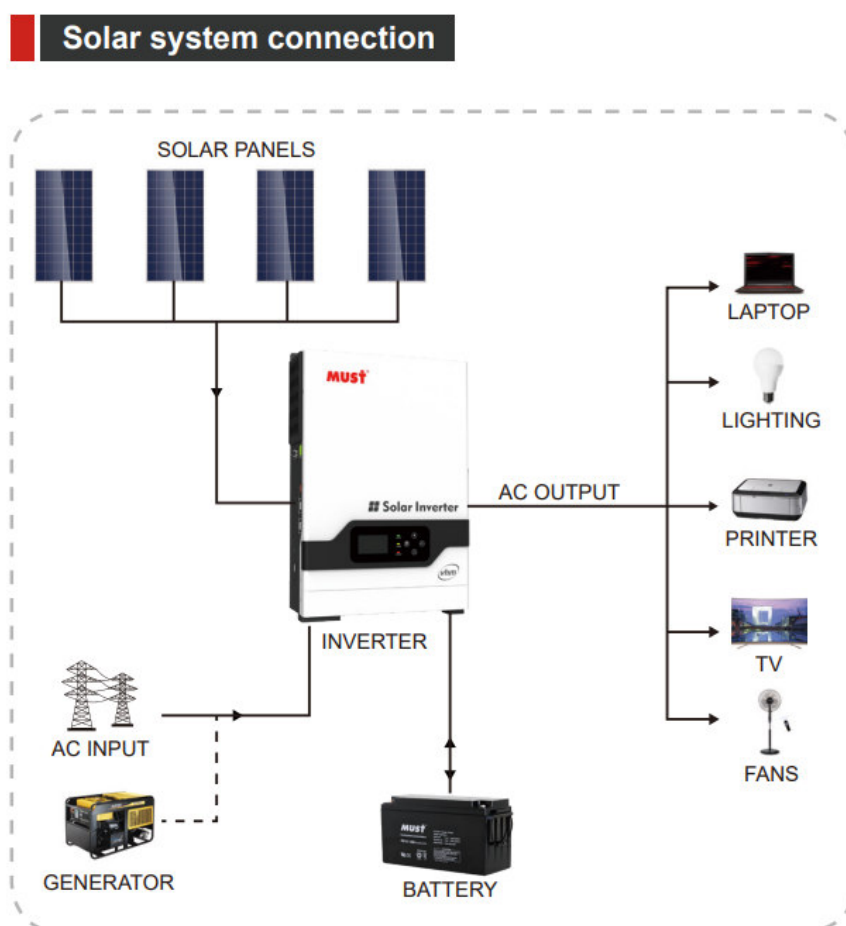 Solar system connection
SOLAR PANELS
MUST
Solar Inverter
AC OUTPUT
INVERTER
LAPTOP
LIGHTING
PRINTER
TV
FANS
AC INPUT
GENERATOR
MUST
BATTERY